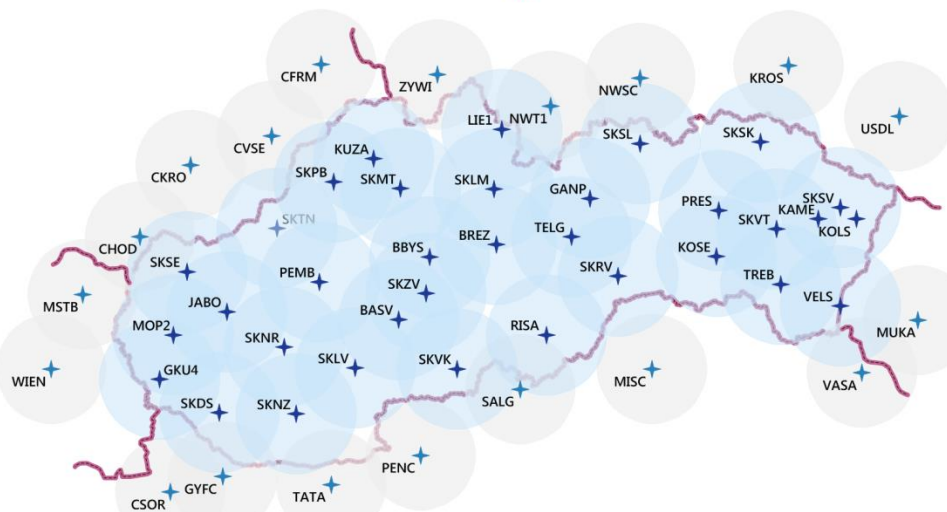 CFRM
ZYWI
NWSC
KROS
USDL
LIE1
NWT1
SKSL
SKSK
CVSE
KUZA
CKRO
SKPB
SKMT
SKLM
GANP
PRES
SKSV
KAME
SKVT
KOLS
SKTN
CHOD
BBYS
BREZ
TELG
KOSE
SKSE
PEMB
SKZV
SKRV
TREB
MSTB
JABO
BASV
VELS
MOP2
SKNR
RISA
MUKA
WIEN
GKU4
SKLV
SKVK
MISC
VASA
SKDS
SKNZ
SALG
PENC
GYFC
TATA
CSOR